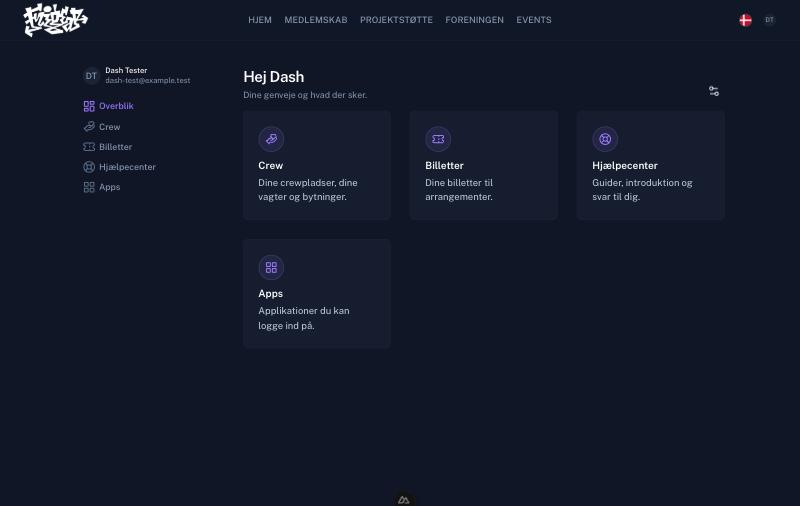 HJEM MEDLEMSKAB PROJEKTSTØTTE FORENINGEN EVENTS
DT
DT
Dash Tester
dash-test@example.test
Overblik
Crew
Billetter
Hjælpecenter
Apps
Hej Dash
Dine genveje og hvad der sker.
Crew
Dine crewpladser, dine
vagter og bytninger.
Billetter
Dine billetter til
arrangementer.
Hjælpecenter
Guider, introduktion og
svar til dig.
Apps
Applikationer du kan
logge ind på.